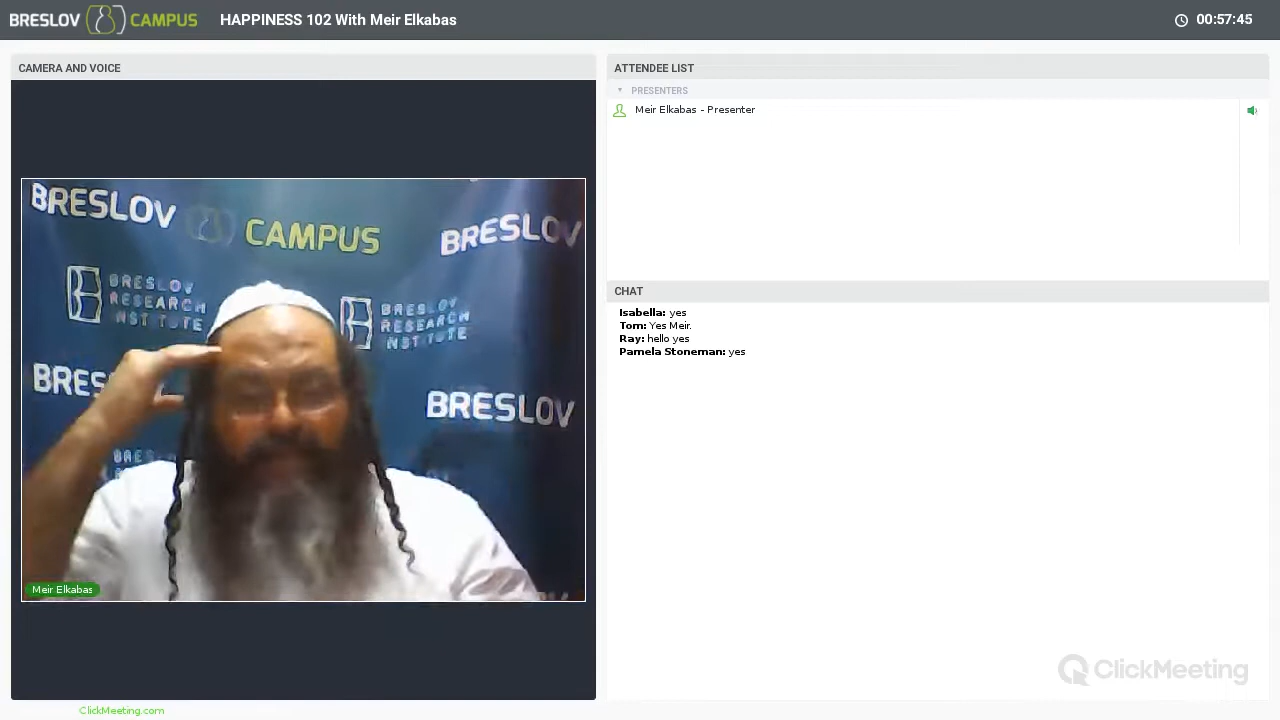 BRESLOV CAMPUS HAPPINESS 102 With Meir Elkabas 00:57:45
CAMERA AND VOICE
BRESLOV CAMPUS BRESLOV
BRESLOV RESEARCH INSTITUTE
BRESLOV RESEARCH INSTITUTE
BRES
BRESLOV
BRES
Meir Elkabas
ATTENDEE LIST
PRESENTERS
Meir Elkabas - Presenter
CHAT
Isabella: yes
Tom: Yes Meir.
Ray: hello yes
Pamela Stoneman: yes
ClickMeeting
ClickMeeting.com